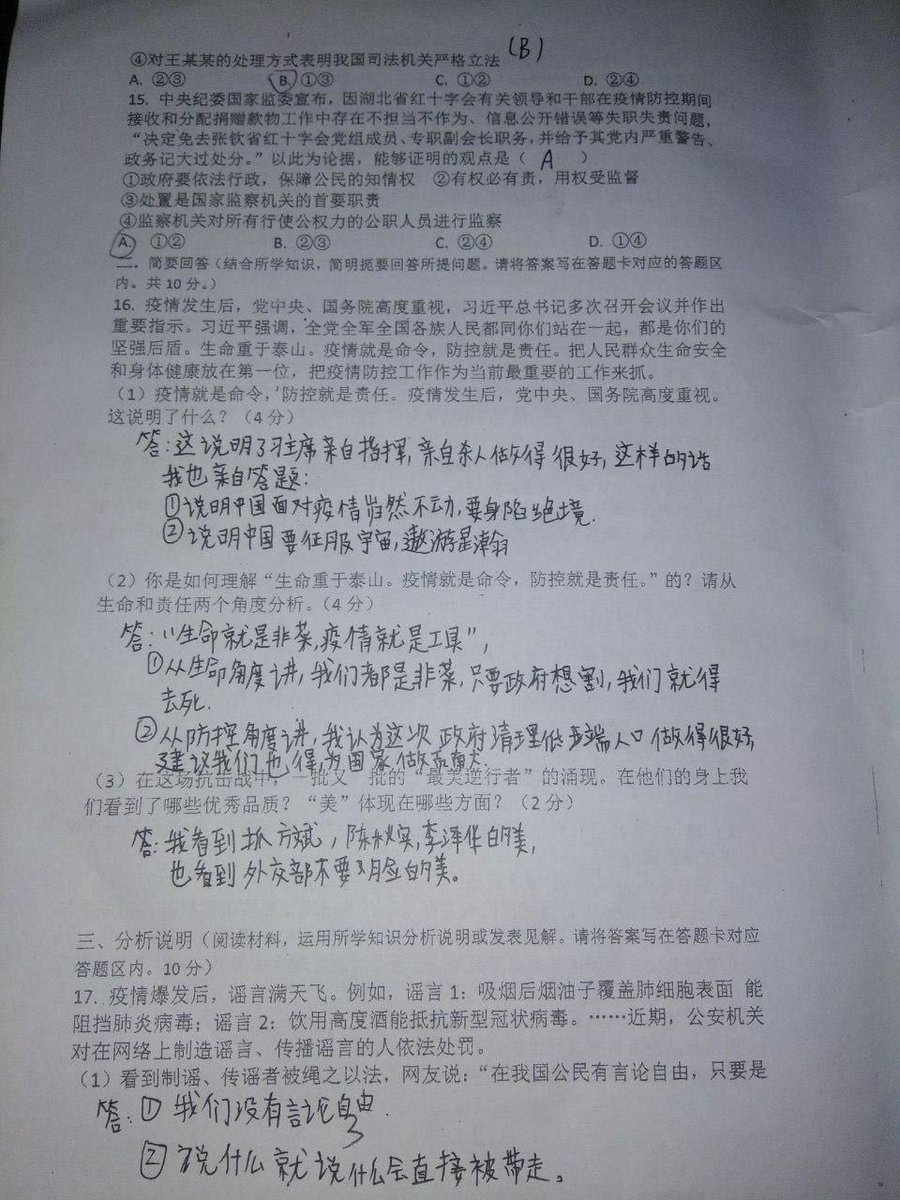 ④对王某某的处理方式表明我国司法机关严格立法 (B)
A. ②③ B. ①③ C. ①② D. ②④
15. 中央纪委国家监委宣布，因湖北省红十字会有关领导和干部在疫情防控期间
接收和分配捐赠款物工作中存在不担当不作为、信息公开错误等失职失责问题，
“决定免去张钦省红十字会党组成员、专职副会长职务，并给予其党内严重警告、
政务记大过处分。”以此为论据，能够证明的观点是（ A ）
①政府要依法行政，保障公民的知情权 ②有权必有责，用权受监督
③处置是国家监察机关的首要职责
④监察机关对所有行使公权力的公职人员进行监察
A. ①② B. ②③ C. ②④ D. ①④
二．简要回答（结合所学知识，简明扼要回答所提问题。请将答案写在答题卡对应的答题区
内。共 10 分。）
16. 疫情发生后，党中央、国务院高度重视，习近平总书记多次召开会议并作出
重要指示。习近平强调，全党全军全国各族人民都同你们站在一起，都是你们的
坚强后盾。生命重于泰山。疫情就是命令，防控就是责任。把人民群众生命安全
和身体健康放在第一位，把疫情防控工作作为当前最重要的工作来抓。
（1）疫情就是命令，防控就是责任。疫情发生后，党中央、国务院高度重视。
这说明了什么？（4 分）
答：这说明了习主席亲自指挥，亲自杀人做得很好，这样的话
我也亲自答题：
①说明中国面对疫情岿然不动，要身陷绝境.
②说明中国要征服宇宙，遨游星瀚
（2）你是如何理解“生命重于泰山。疫情就是命令，防控就是责任。”的？请从
生命和责任两个角度分析。（4 分）
答：“生命就是非菜，疫情就是工具”，
①从生命角度讲，我们都是非菜，只要政府想割，我们就得
去死.
②从防控角度讲，我认为这次政府清理低端人口做得很好，
建议我们也得为国家做贡献.
（3）在这场抗击战中，一批又一批的“最美逆行者”的涌现。在他们的身上我
们看到了哪些优秀品质？“美”体现在哪些方面？（2 分）
答：我看到抓方斌，陈秋实，李泽华的美，
也看到外交部不要脸的美。
三、分析说明（阅读材料，运用所学知识分析说明或发表见解。请将答案写在答题卡对应
答题区内。10 分）
17. 疫情爆发后，谣言满天飞。例如，谣言 1：吸烟后烟油子覆盖肺细胞表面 能
阻挡肺炎病毒；谣言 2：饮用高度酒能抵抗新型冠状病毒。……近期，公安机关
对在网络上制造谣言、传播谣言的人依法处罚。
（1）看到制谣、传谣者被绳之以法，网友说：“在我国公民有言论自由，只要是
答：① 我们没有言论自由.
② 说什么就说什么会直接被带走。